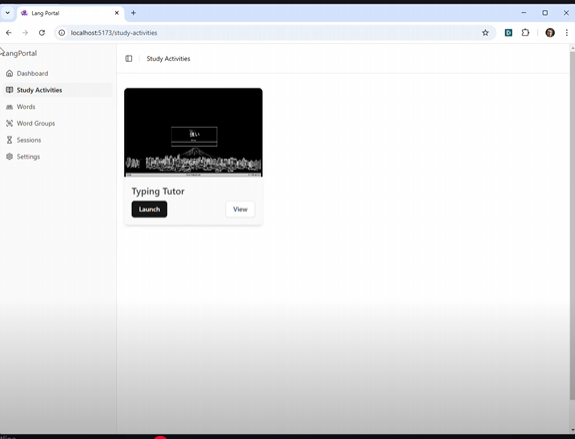 Lang Portal
localhost:5173/study-activities
LangPortal
Dashboard
Study Activities
Words
Word Groups
Sessions
Settings
Study Activities
Typing Tutor
Launch
View